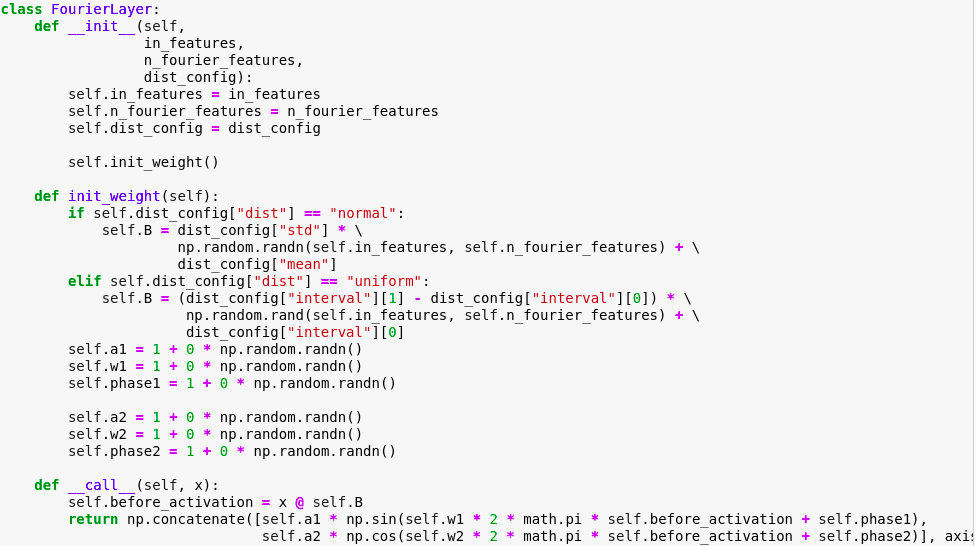 class FourierLayer:
    def __init__(self,
                 in_features,
                 n_fourier_features,
                 dist_config):
        self.in_features = in_features
        self.n_fourier_features = n_fourier_features
        self.dist_config = dist_config

        self.init_weight()

    def init_weight(self):
        if self.dist_config["dist"] == "normal":
            self.B = dist_config["std"] * \
                     np.random.randn(self.in_features, self.n_fourier_features) + \
                     dist_config["mean"]
        elif self.dist_config["dist"] == "uniform":
            self.B = (dist_config["interval"][1] - dist_config["interval"][0]) * \
                      np.random.rand(self.in_features, self.n_fourier_features) + \
                      dist_config["interval"][0]
        self.a1 = 1 + 0 * np.random.randn()
        self.w1 = 1 + 0 * np.random.randn()
        self.phase1 = 1 + 0 * np.random.randn()

        self.a2 = 1 + 0 * np.random.randn()
        self.w2 = 1 + 0 * np.random.randn()
        self.phase2 = 1 + 0 * np.random.randn()

    def __call__(self, x):
        self.before_activation = x @ self.B
        return np.concatenate([self.a1 * np.sin(self.w1 * 2 * math.pi * self.before_activation + self.phase1),
                               self.a2 * np.cos(self.w2 * 2 * math.pi * self.before_activation + self.phase2)],